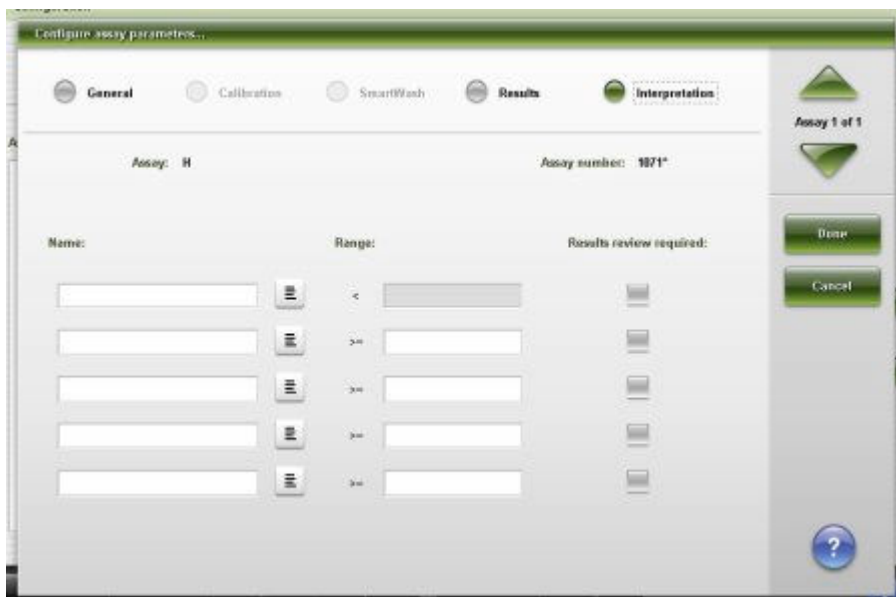 Configure assay parameters...
General Calibration SmartWash Results Interpretation
Assay 1 of 1
Assay: H Assay number: 1071*
Name: Range: Results review required:
Done
<
Cancel
>=
>=
>=
>=
?